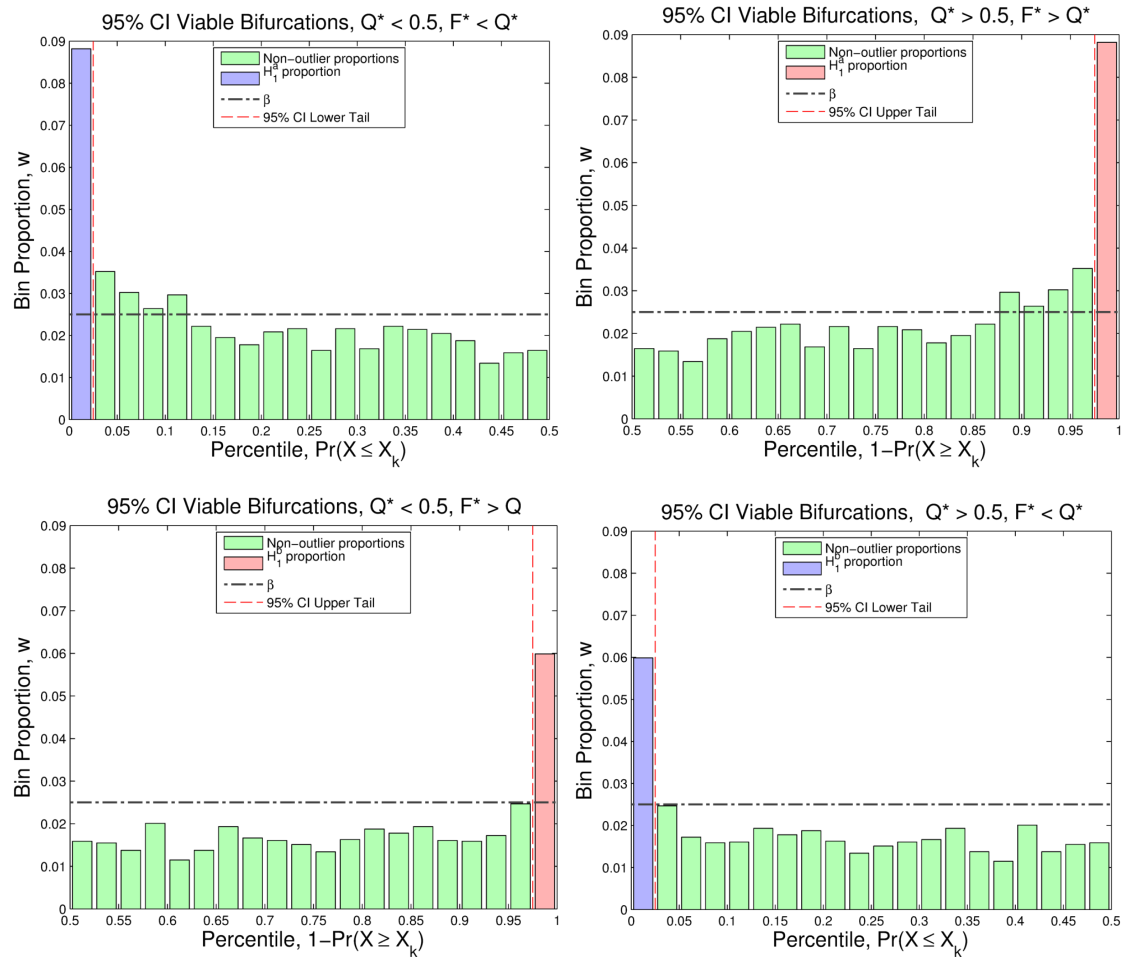 95% CI Viable Bifurcations, Q* < 0.5, F* < Q*
Bin Proportion, w
0.09
0.08
0.07
0.06
0.05
0.04
0.03
0.02
0.01
0
Non−outlier proportions
H₁ᵃ proportion
β
95% CI Lower Tail
0 0.05 0.1 0.15 0.2 0.25 0.3 0.35 0.4 0.45 0.5
Percentile, Pr(X ≤ Xₖ)
95% CI Viable Bifurcations, Q* > 0.5, F* > Q*
Bin Proportion, w
0.09
0.08
0.07
0.06
0.05
0.04
0.03
0.02
0.01
0
Non−outlier proportions
H₁ᵃ proportion
β
95% CI Upper Tail
0.5 0.55 0.6 0.65 0.7 0.75 0.8 0.85 0.9 0.95 1
Percentile, 1−Pr(X ≥ Xₖ)
95% CI Viable Bifurcations, Q* < 0.5, F* > Q
Bin Proportion, w
0.09
0.08
0.07
0.06
0.05
0.04
0.03
0.02
0.01
0
Non−outlier proportions
H₁ᵇ proportion
β
95% CI Upper Tail
0.5 0.55 0.6 0.65 0.7 0.75 0.8 0.85 0.9 0.95 1
Percentile, 1−Pr(X ≥ Xₖ)
95% CI Viable Bifurcations, Q* > 0.5, F* < Q*
Bin Proportion, w
0.09
0.08
0.07
0.06
0.05
0.04
0.03
0.02
0.01
0
Non−outlier proportions
H₁ᵇ proportion
β
95% CI Lower Tail
0 0.05 0.1 0.15 0.2 0.25 0.3 0.35 0.4 0.45 0.5
Percentile, Pr(X ≤ Xₖ)